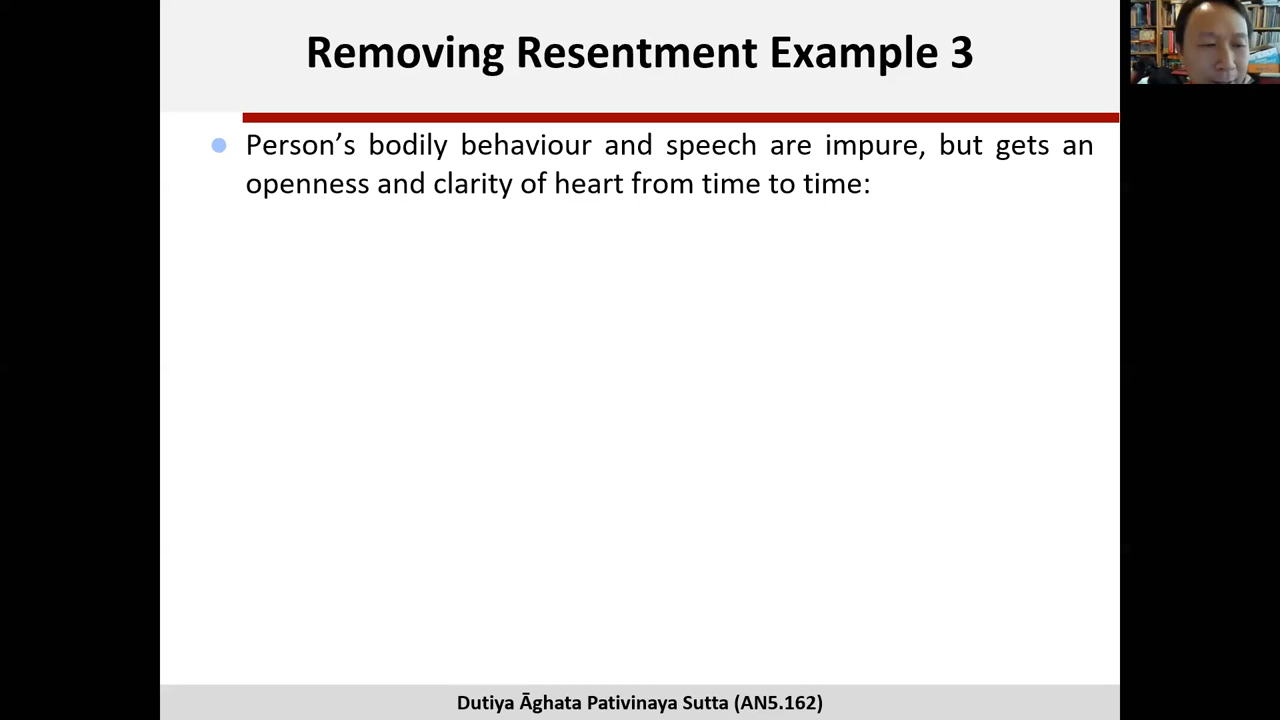 Removing Resentment Example 3
Person’s bodily behaviour and speech are impure, but gets an
openness and clarity of heart from time to time:
Dutiya Āghata Pativinaya Sutta (AN5.162)